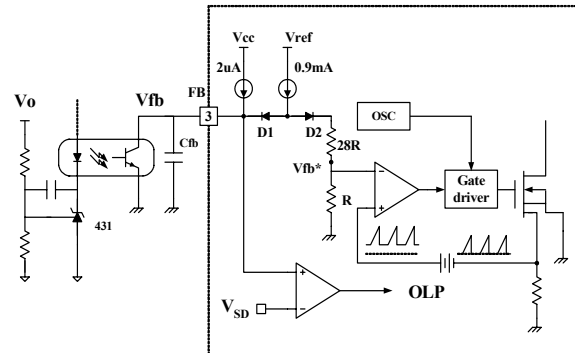 Vcc
Vref
2uA
0.9mA
Vo
Vfb
FB
3
D1
D2
OSC
28R
Cfb
Vfb*
R
Gate
driver
431
VSD
OLP
+
−
+
−